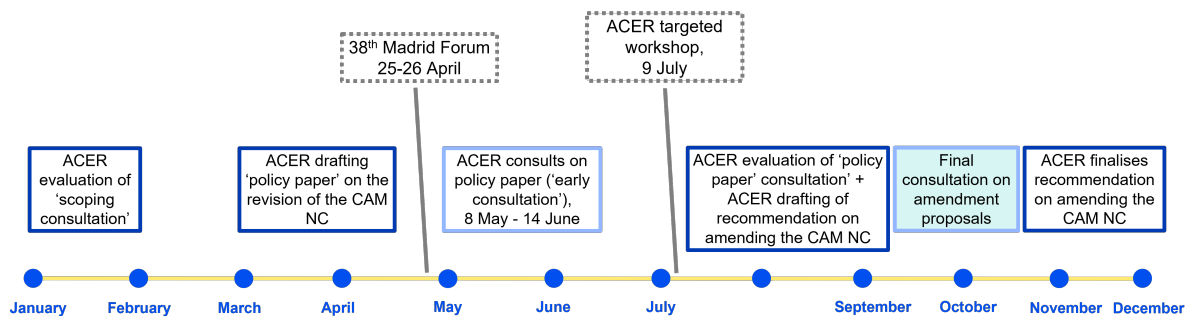 38th Madrid Forum
25-26 April
ACER targeted
workshop,
9 July
ACER
evaluation of
‘scoping
consultation’
ACER drafting
‘policy paper’ on the
revision of the CAM
NC
ACER consults on
policy paper (‘early
consultation’),
8 May - 14 June
ACER evaluation of ‘policy
paper’ consultation’ +
ACER drafting of
recommendation on
amending the CAM NC
Final
consultation on
amendment
proposals
ACER finalises
recommendation
on amending the
CAM NC
January
February
March
April
May
June
July
September
October
November
December